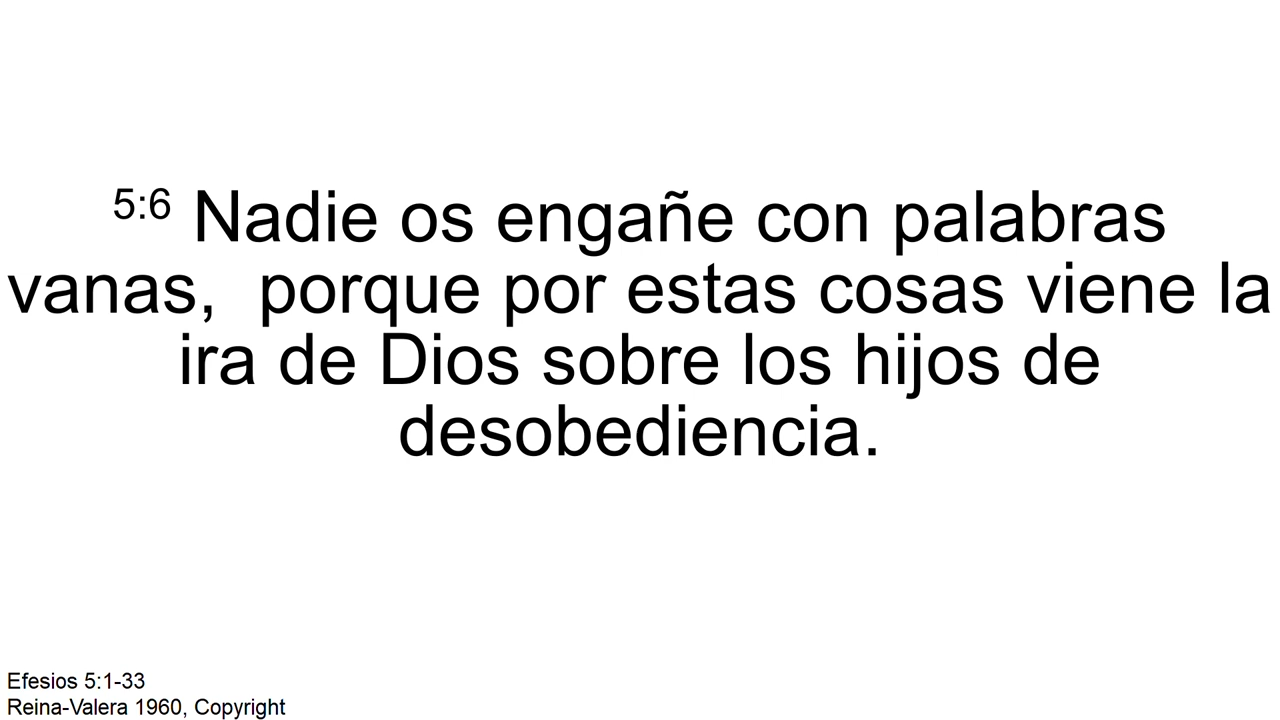 5:6 Nadie os engañe con palabras
vanas,  porque por estas cosas viene la
ira de Dios sobre los hijos de
desobediencia.
Efesios 5:1-33
Reina-Valera 1960, Copyright